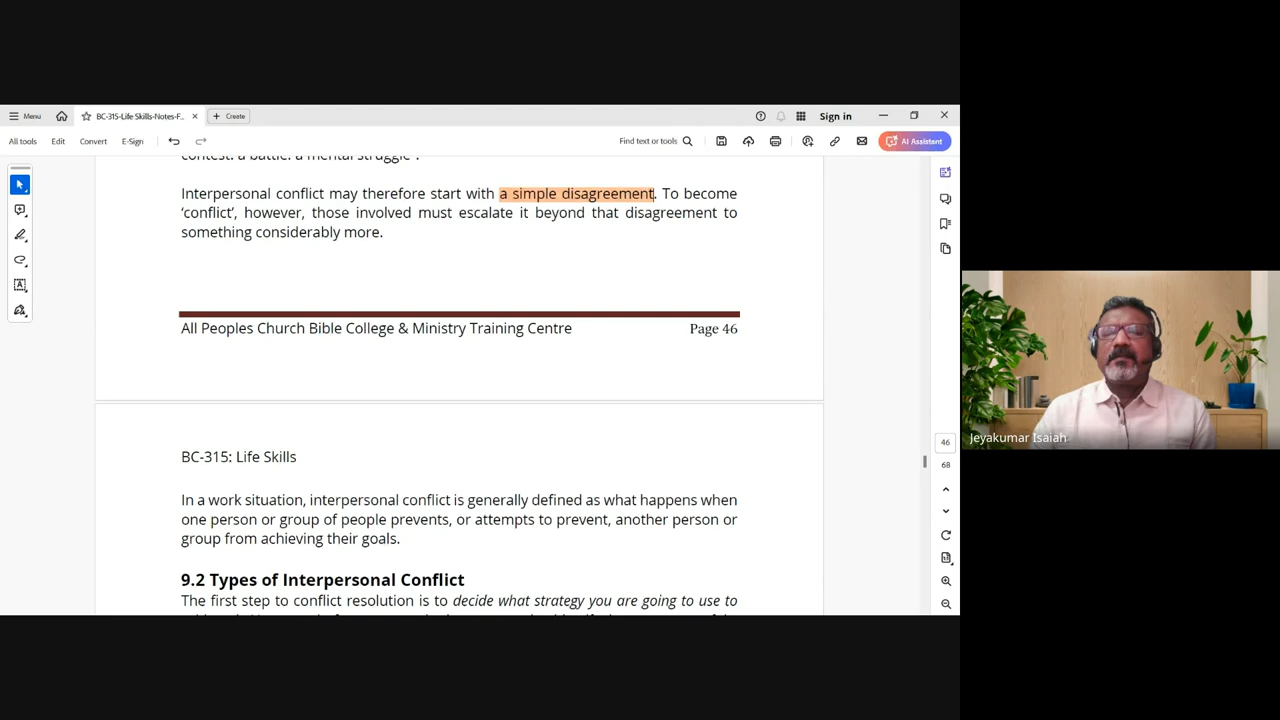 Menu
BC-315-Life Skills-Notes-F...
Create
Sign in
All tools
Edit
Convert
E-Sign
Find text or tools
AI Assistant
contest: a battle: a mental struggle'.
Interpersonal conflict may therefore start with a simple disagreement. To become
‘conflict’, however, those involved must escalate it beyond that disagreement to
something considerably more.
All Peoples Church Bible College & Ministry Training Centre
Page 46
BC-315: Life Skills
In a work situation, interpersonal conflict is generally defined as what happens when
one person or group of people prevents, or attempts to prevent, another person or
group from achieving their goals.
9.2 Types of Interpersonal Conflict
The first step to conflict resolution is to decide what strategy you are going to use to
46
68
Jeyakumar Isaiah